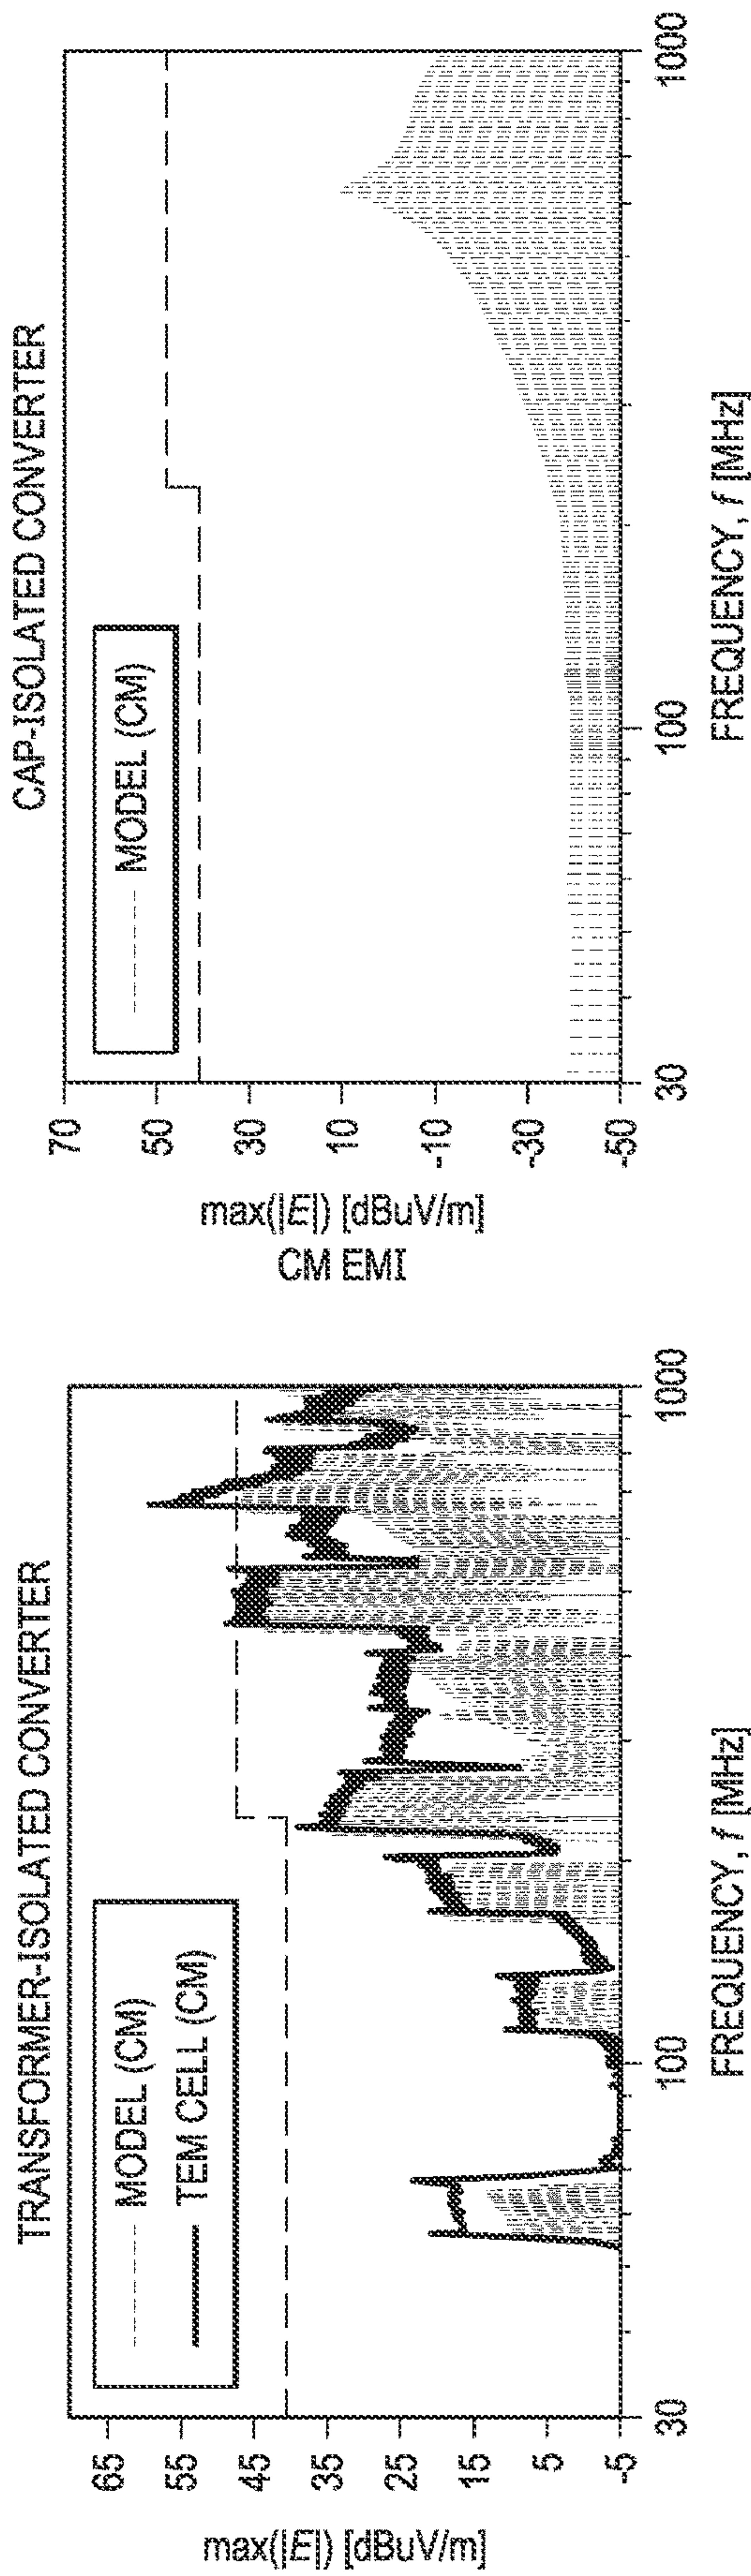 TRANSFORMER-ISOLATED CONVERTER
MODEL (CM)
TEM CELL (CM)
65
55
45
35
25
15
5
-5
max(|E|) [dBuV/m]
30
100
1000
FREQUENCY, f [MHz]
CM EMI
CAP-ISOLATED CONVERTER
MODEL (CM)
70
50
30
10
-10
-30
-50
max(|E|) [dBuV/m]
30
100
1000
FREQUENCY, f [MHz]